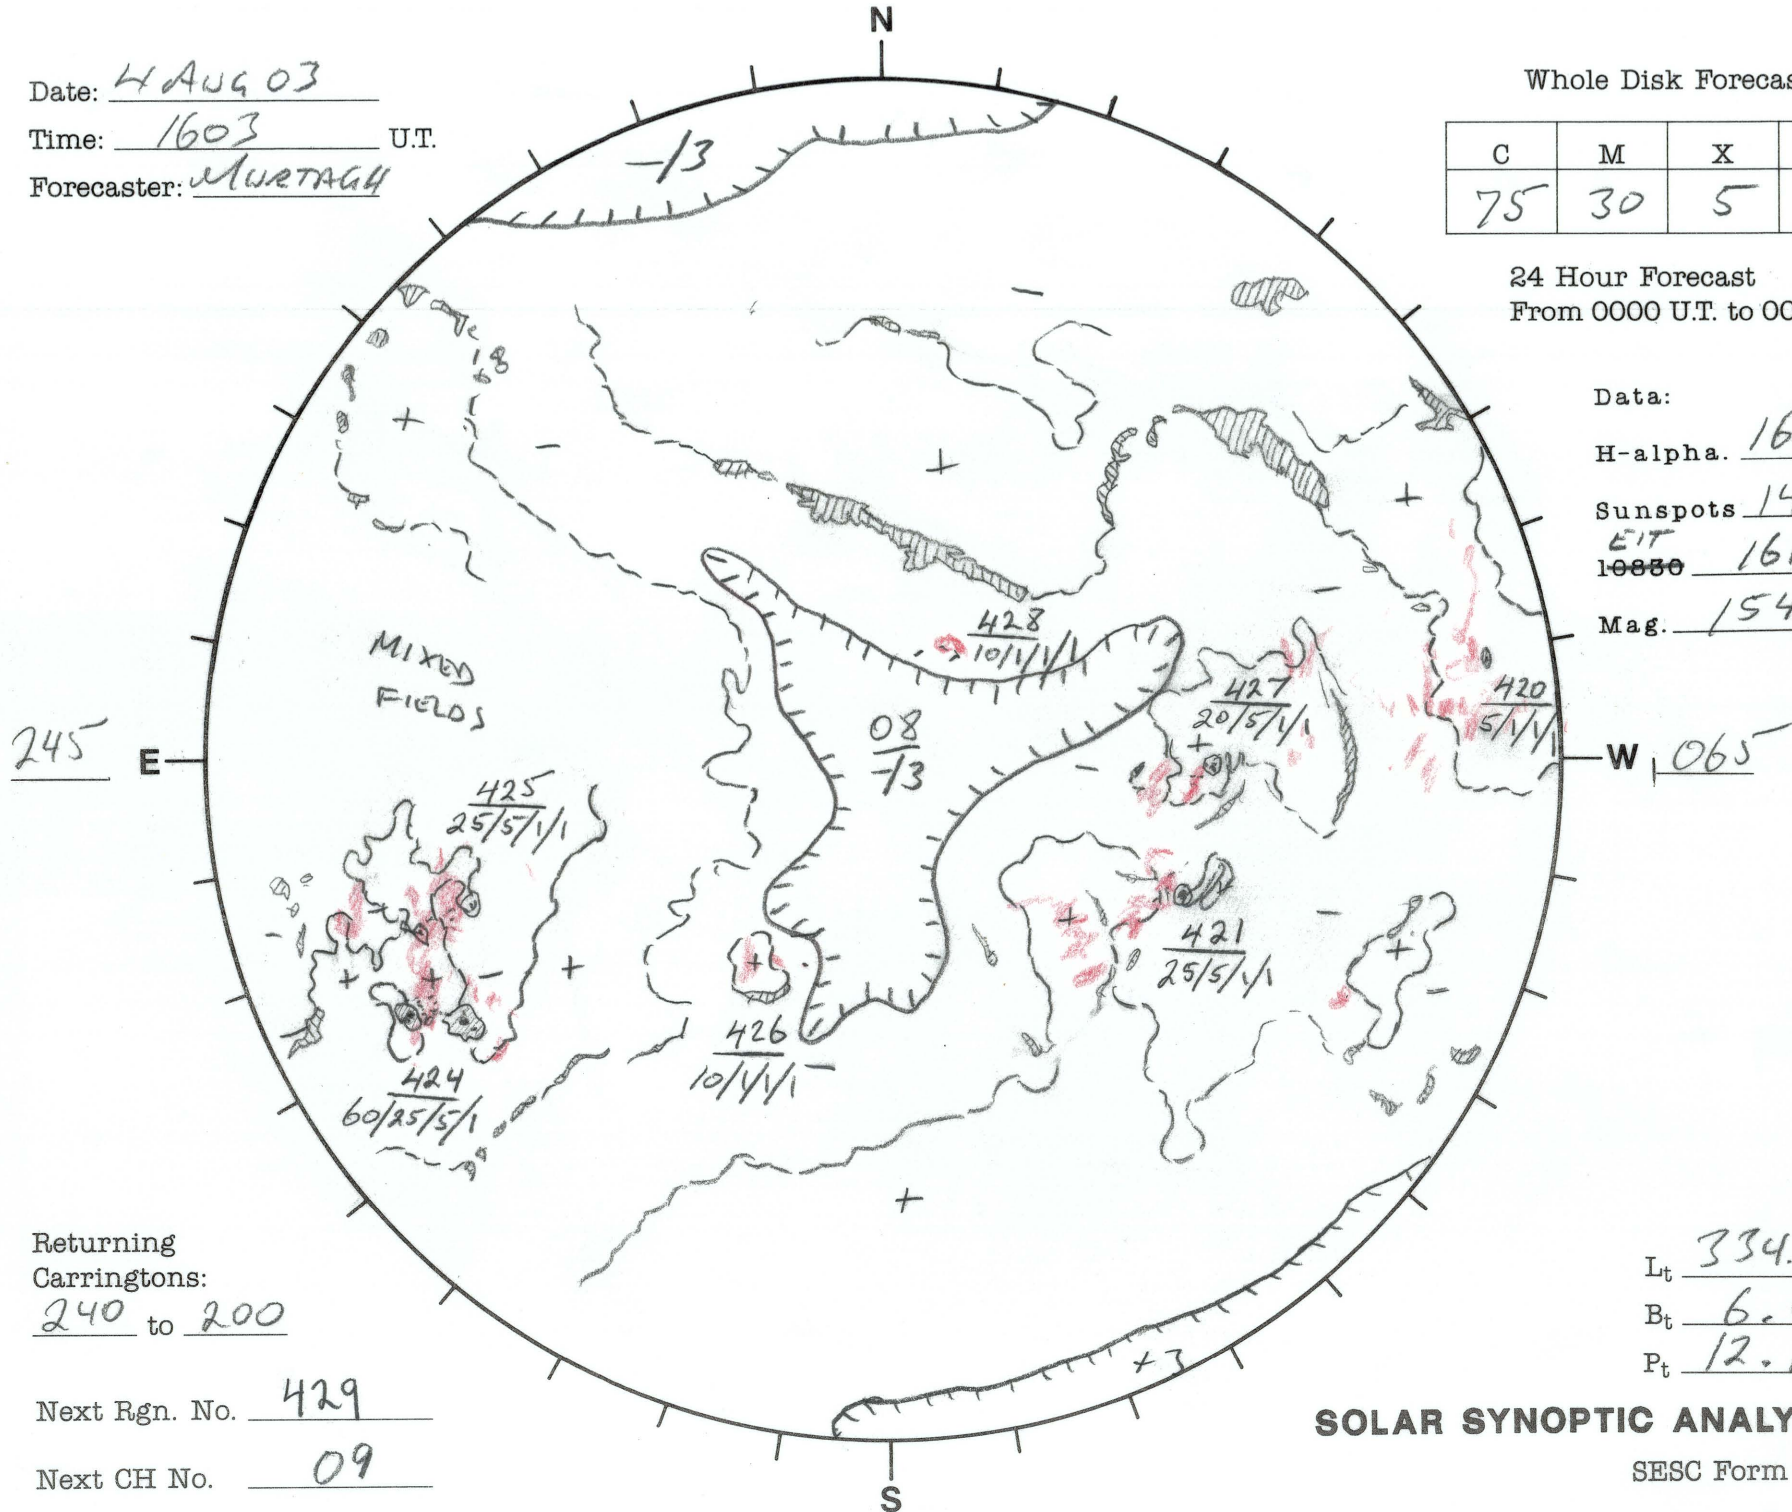 N
Date: 4 AUG 03
Time: 1603 U.T.
Forecaster: MURTAGH
Whole Disk Forecas
C M X
75 30 5
24 Hour Forecast
From 0000 U.T. to 00
Data:
H-alpha. 16
Sunspots 14
EIT
10830 16
Mag. 154
-/3
18
MIXED
FIELDS
428
10/1/1/1
427
20/5/1/1
420
5/1/1/1
08
-/3
245 E
W 065
425
25/5/1/1
421
25/5/1/1
426
10/1/1/1
424
60/25/5/1
+3
Returning
Carringtons:
240 to 200
Next Rgn. No. 429
Next CH No. 09
Lt 334.
Bt 6.
Pt 12.
SOLAR SYNOPTIC ANALY
SESC Form
S